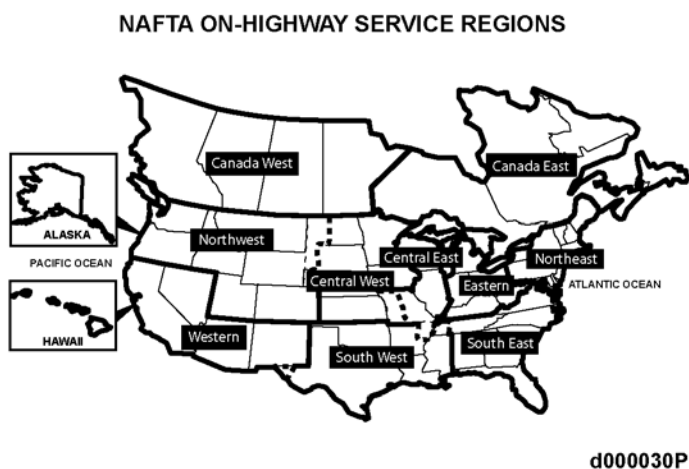 NAFTA ON-HIGHWAY SERVICE REGIONS
Canada West
Canada East
ALASKA
PACIFIC OCEAN
Northwest
Central East
Northeast
Central West
Eastern
ATLANTIC OCEAN
HAWAII
Western
South West
South East
d000030P